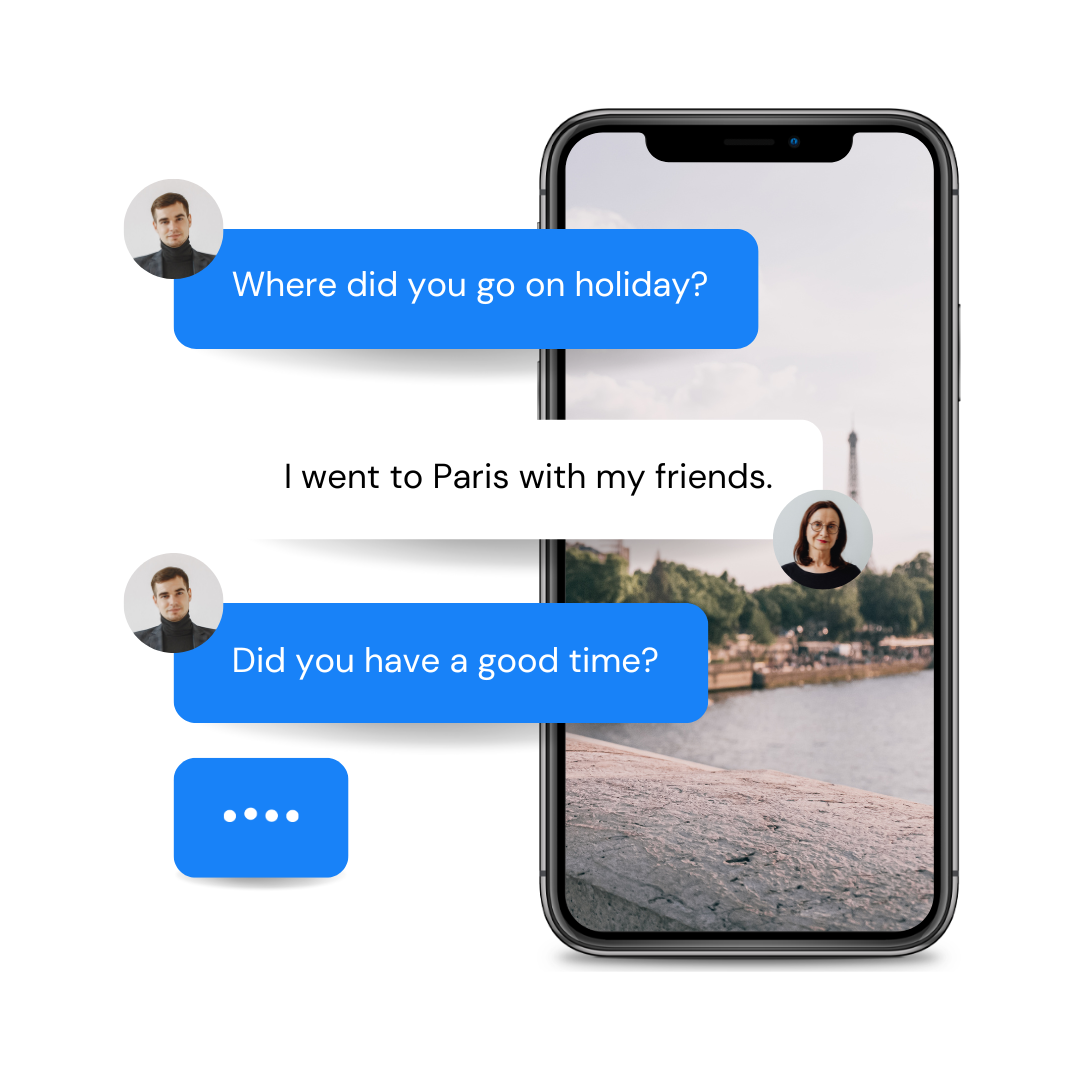 Where did you go on holiday?
I went to Paris with my friends.
Did you have a good time?